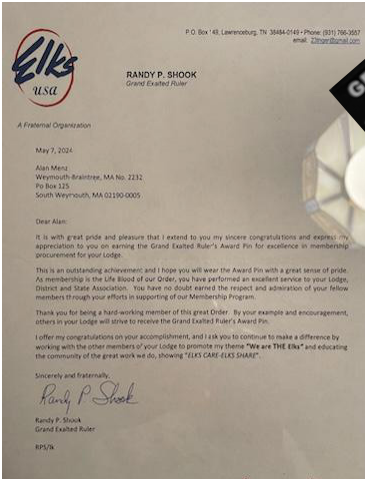 P.O. Box 149, Lawrenceburg, TN 38464-0149 • Phone: (931) 766-3557
email:
Elks
USA
RANDY P. SHOOK
Grand Exalted Ruler
A Fraternal Organization
May 7, 2024
Alan Menz
Weymouth-Braintree, MA No. 2232
Po Box 125
South Weymouth, MA 02190-0005
Dear Alan:
It is with great pride and pleasure that I extend to you my sincere congratulations and express my
appreciation to you on earning the Grand Exalted Ruler's Award Pin for excellence in membership
procurement for your Lodge.
This is an outstanding achievement and I hope you will wear the Award Pin with a great sense of pride.
As membership is the Life Blood of our Order, you have performed an excellent service to your Lodge,
District and State Association. You have no doubt earned the respect and admiration of your fellow
members through your efforts in supporting of our Membership Program.
Thank you for being a hard-working member of this great Order. By your example and encouragement,
others in your Lodge will strive to receive the Grand Exalted Ruler's Award Pin.
I offer my congratulations on your accomplishment, and I ask you to continue to make a difference by
working with the other members of your Lodge to promote my theme "We are THE Elks" and educating
the community of the great work we do, showing "ELKS CARE-ELKS SHARE".
Sincerely and fraternally,
Randy P. Shook
Randy P. Shook
Grand Exalted Ruler
RPS/lk